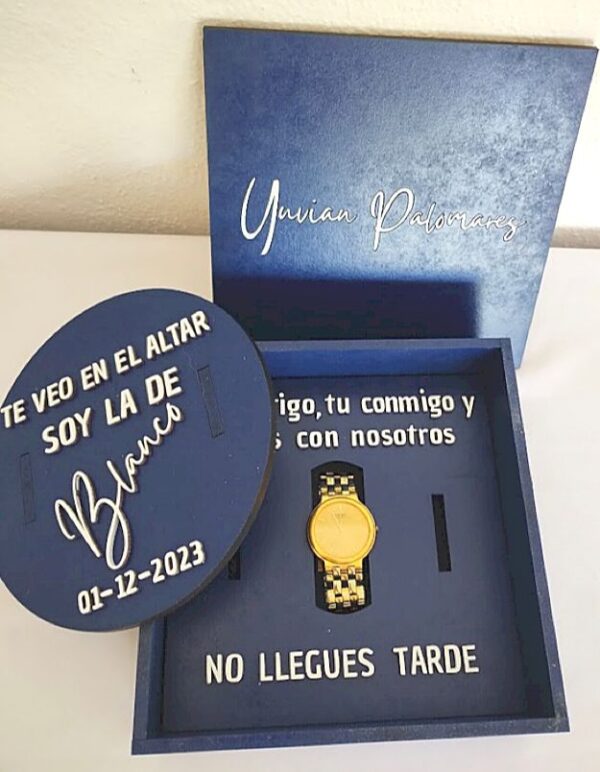 Yuvian Palomares
TE VEO EN EL ALTAR
SOY LA DE
Blanco
01-12-2023
tu conmigo y
con nosotros
NO LLEGUES TARDE